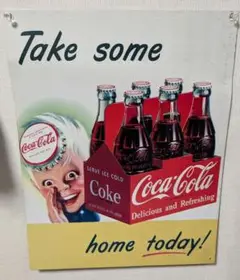 Take some
Coca-Cola
SERVE ICE COLD
Coke
Coca-Cola
Delicious and Refreshing
home today!